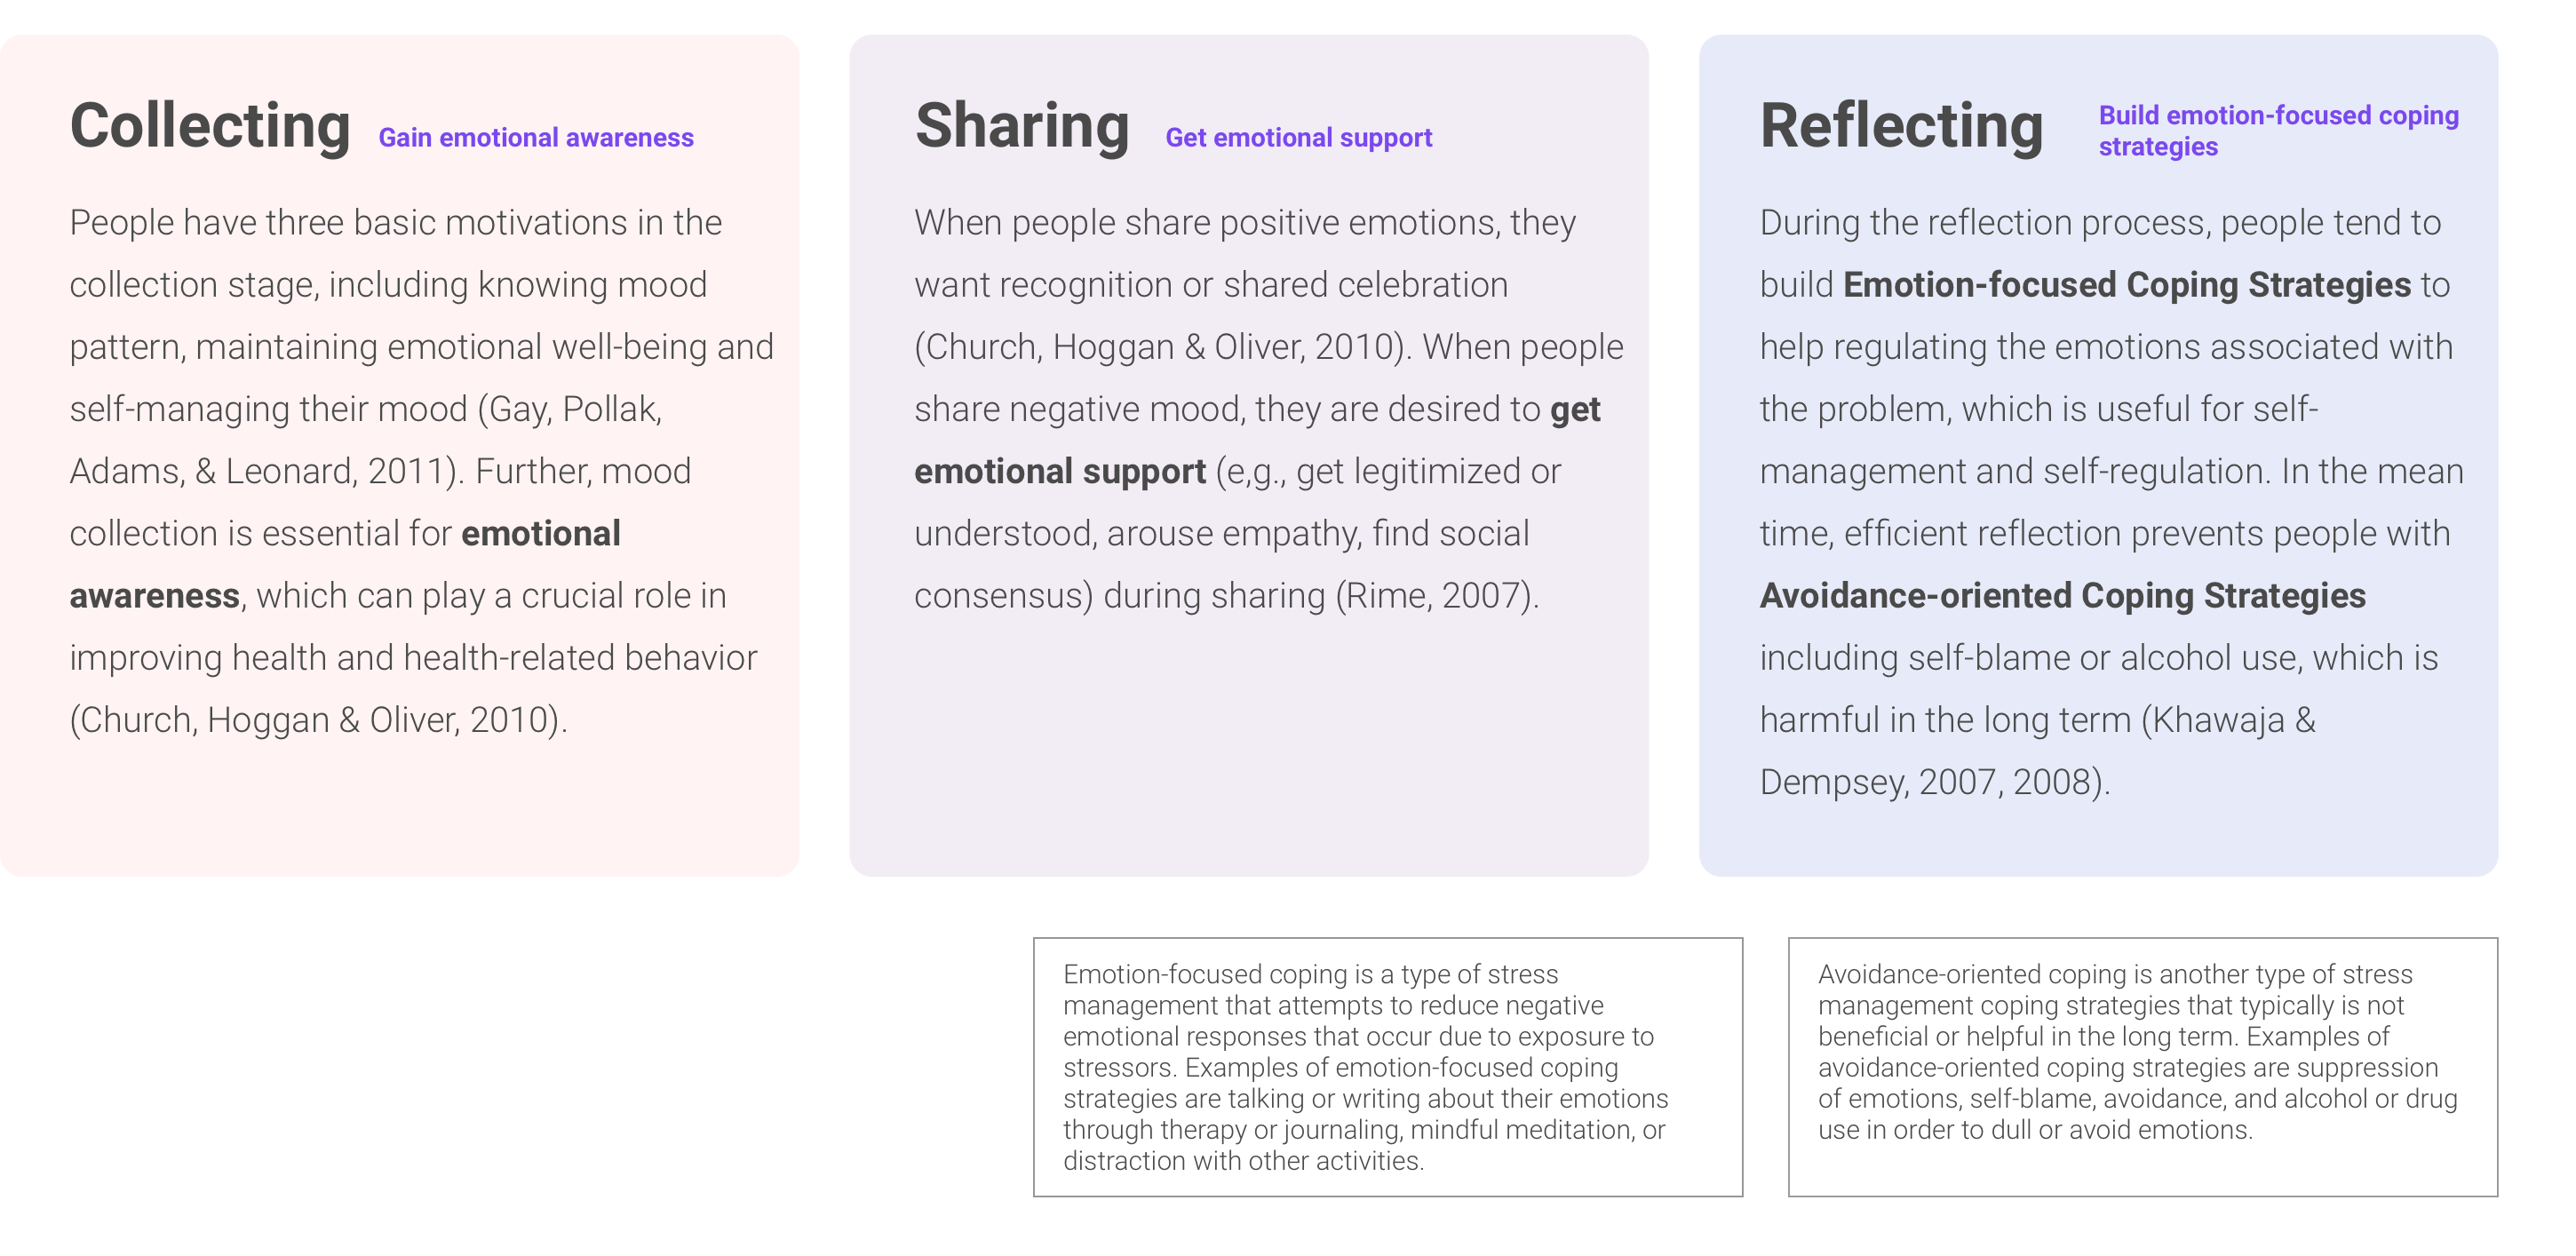 Collecting Gain emotional awareness
People have three basic motivations in the
collection stage, including knowing mood
pattern, maintaining emotional well-being and
self-managing their mood (Gay, Pollak,
Adams, & Leonard, 2011). Further, mood
collection is essential for emotional
awareness, which can play a crucial role in
improving health and health-related behavior
(Church, Hoggan & Oliver, 2010).
Sharing Get emotional support
When people share positive emotions, they
want recognition or shared celebration
(Church, Hoggan & Oliver, 2010). When people
share negative mood, they are desired to get
emotional support (e,g., get legitimized or
understood, arouse empathy, find social
consensus) during sharing (Rime, 2007).
Reflecting Build emotion-focused coping
strategies
During the reflection process, people tend to
build Emotion-focused Coping Strategies to
help regulating the emotions associated with
the problem, which is useful for self-
management and self-regulation. In the mean
time, efficient reflection prevents people with
Avoidance-oriented Coping Strategies
including self-blame or alcohol use, which is
harmful in the long term (Khawaja &
Dempsey, 2007, 2008).
Emotion-focused coping is a type of stress
management that attempts to reduce negative
emotional responses that occur due to exposure to
stressors. Examples of emotion-focused coping
strategies are talking or writing about their emotions
through therapy or journaling, mindful meditation, or
distraction with other activities.
Avoidance-oriented coping is another type of stress
management coping strategies that typically is not
beneficial or helpful in the long term. Examples of
avoidance-oriented coping strategies are suppression
of emotions, self-blame, avoidance, and alcohol or drug
use in order to dull or avoid emotions.